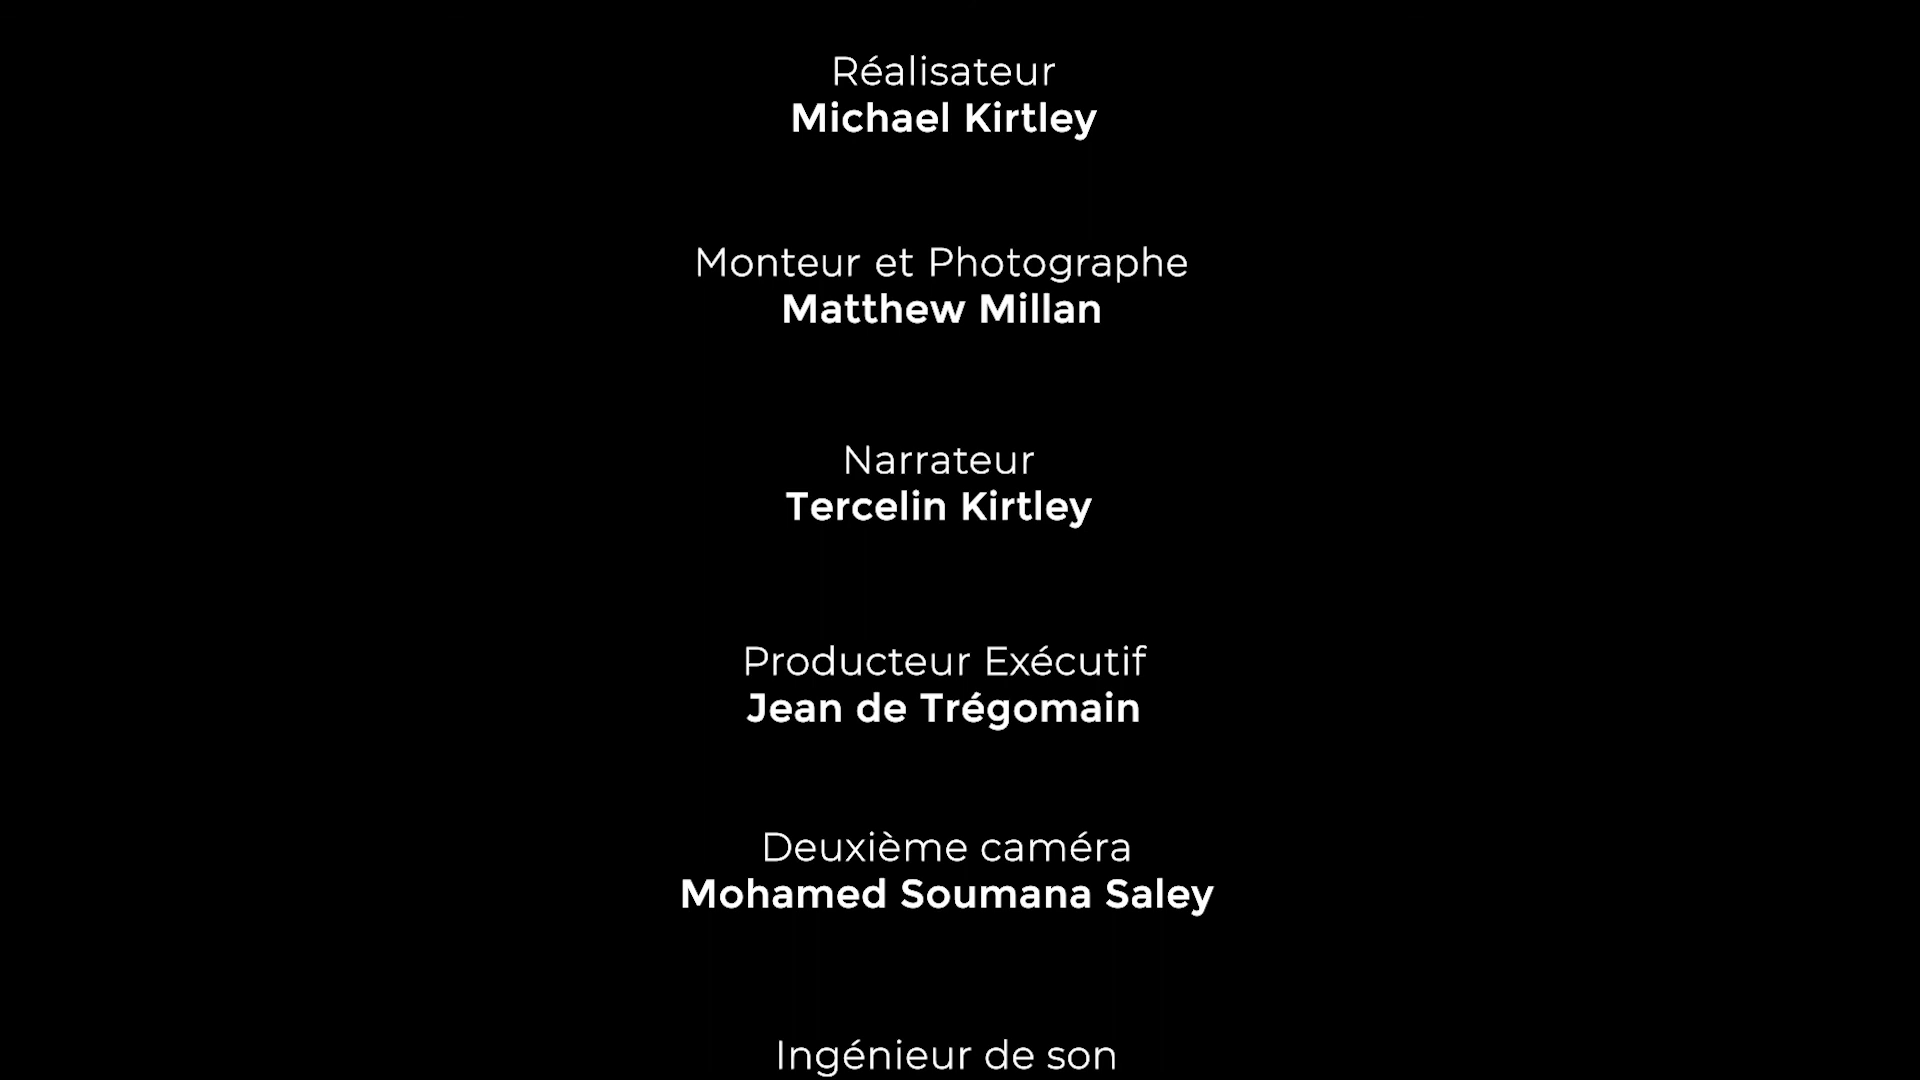 Réalisateur
Michael Kirtley
Monteur et Photographe
Matthew Millan
Narrateur
Tercelin Kirtley
Producteur Exécutif
Jean de Trégomain
Deuxième caméra
Mohamed Soumana Saley
Ingénieur de son